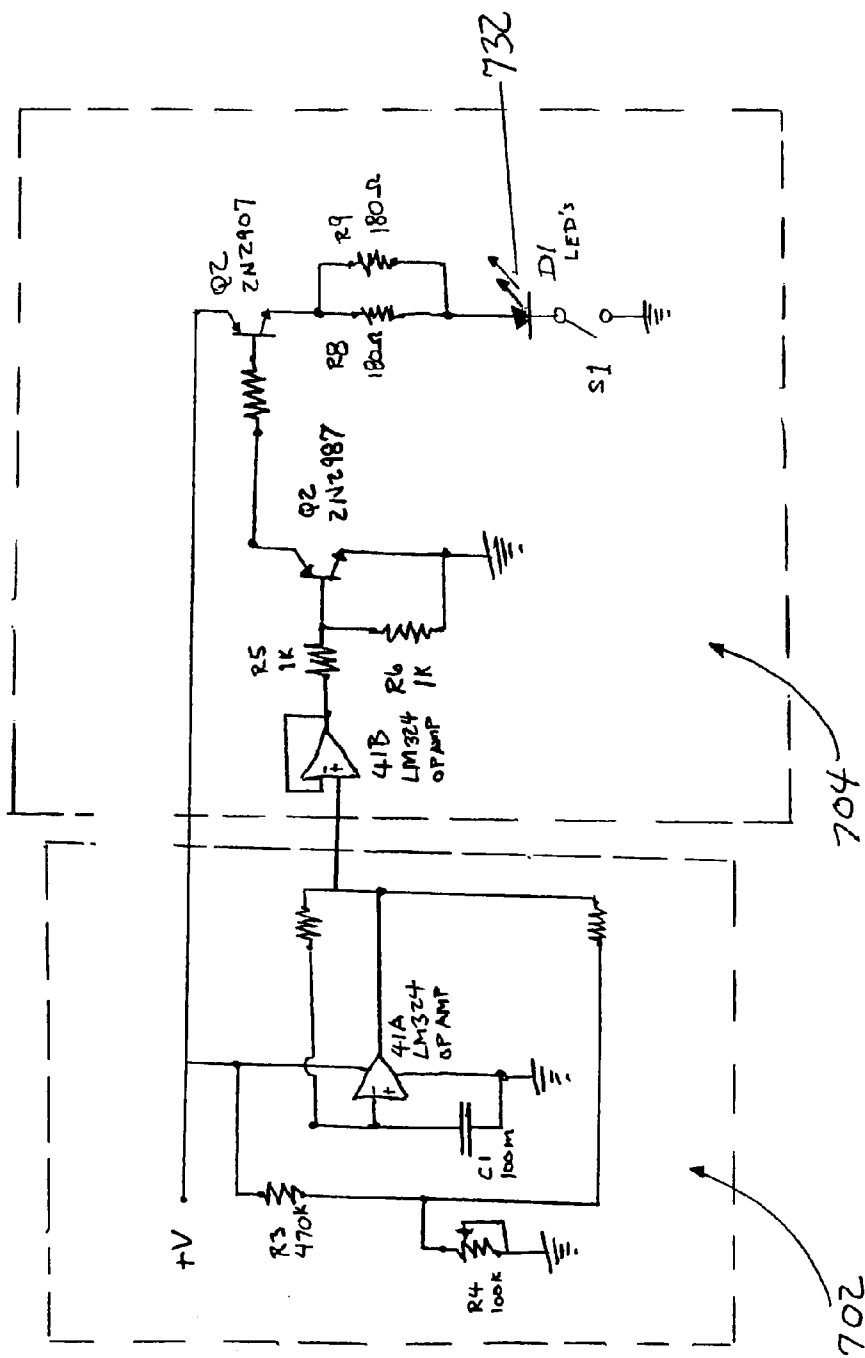 +V
R3
470K
R4
100K
C1
100m
-
+
41A
LM324
OP AMP
702
-
+
41B
LM324
OP AMP
R5
1K
R6
1K
Q2
2N2987
Q2
2N2907
R8
180Ω
R9
180Ω
D1
LED's
S1
732
704